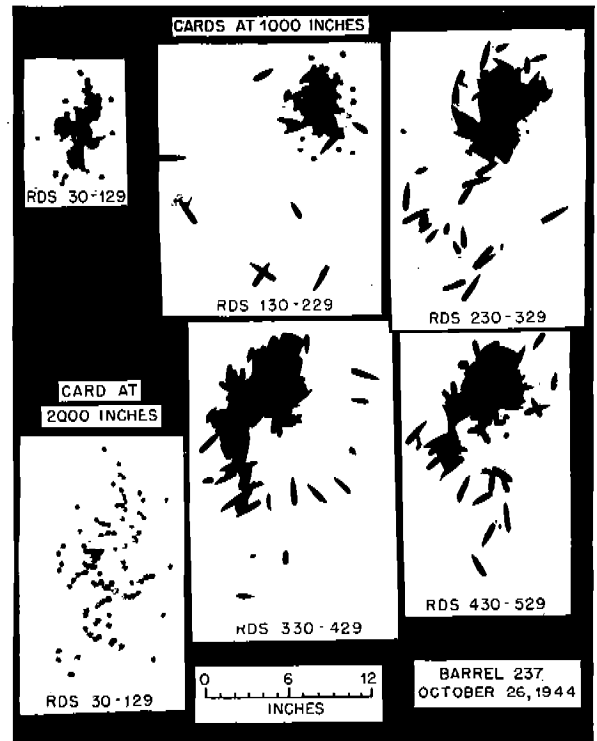 CARDS AT 1000 INCHES
RDS 30-129
RDS 130-229
RDS 230-329
CARD AT
2000 INCHES
RDS 30-129
RDS 330-429
RDS 430-529
0 6 12
INCHES
BARREL 237
OCTOBER 26, 1944